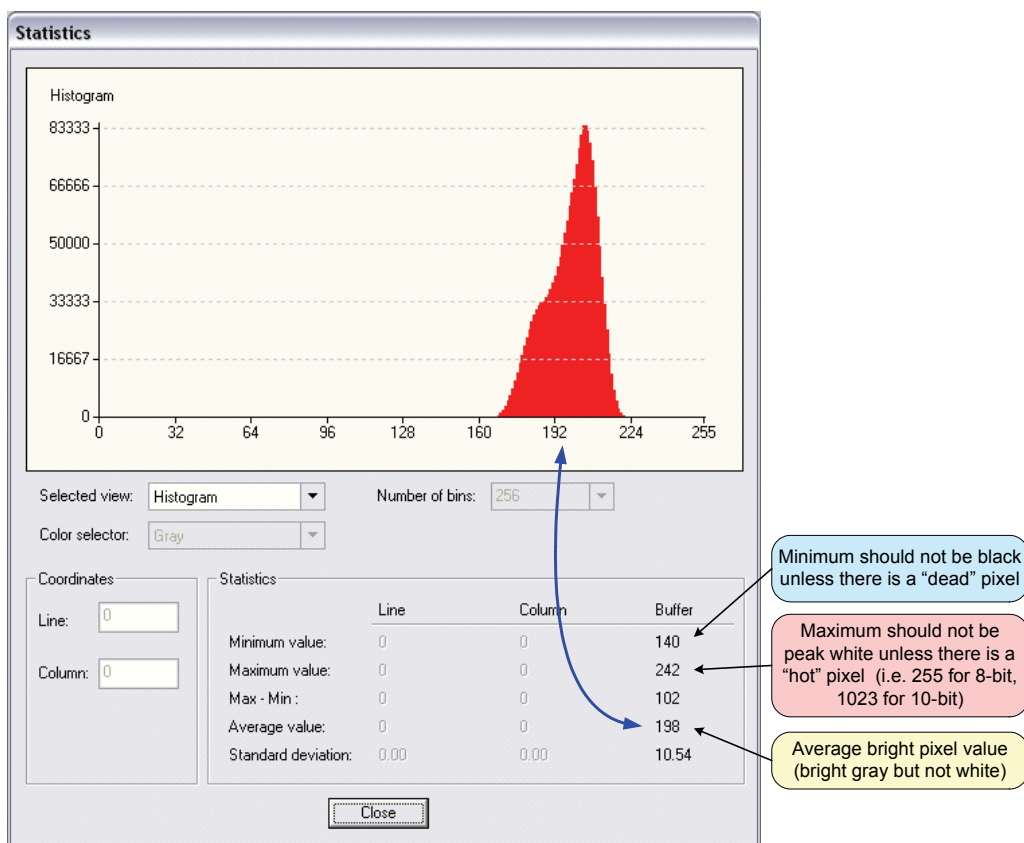 Statistics
Histogram
83333
66666
50000
33333
16667
0
0 32 64 96 128 160 192 224 255
Selected view: Histogram Number of bins: 256
Color selector: Gray
Coordinates
Line: 0
Column: 0
Statistics
Line Column Buffer
Minimum value: 0 0 140
Maximum value: 0 0 242
Max - Min : 0 0 102
Average value: 0 0 198
Standard deviation: 0.00 0.00 10.54
Close
Minimum should not be black
unless there is a “dead” pixel
Maximum should not be
peak white unless there is a
“hot” pixel (i.e. 255 for 8-bit,
1023 for 10-bit)
Average bright pixel value
(bright gray but not white)